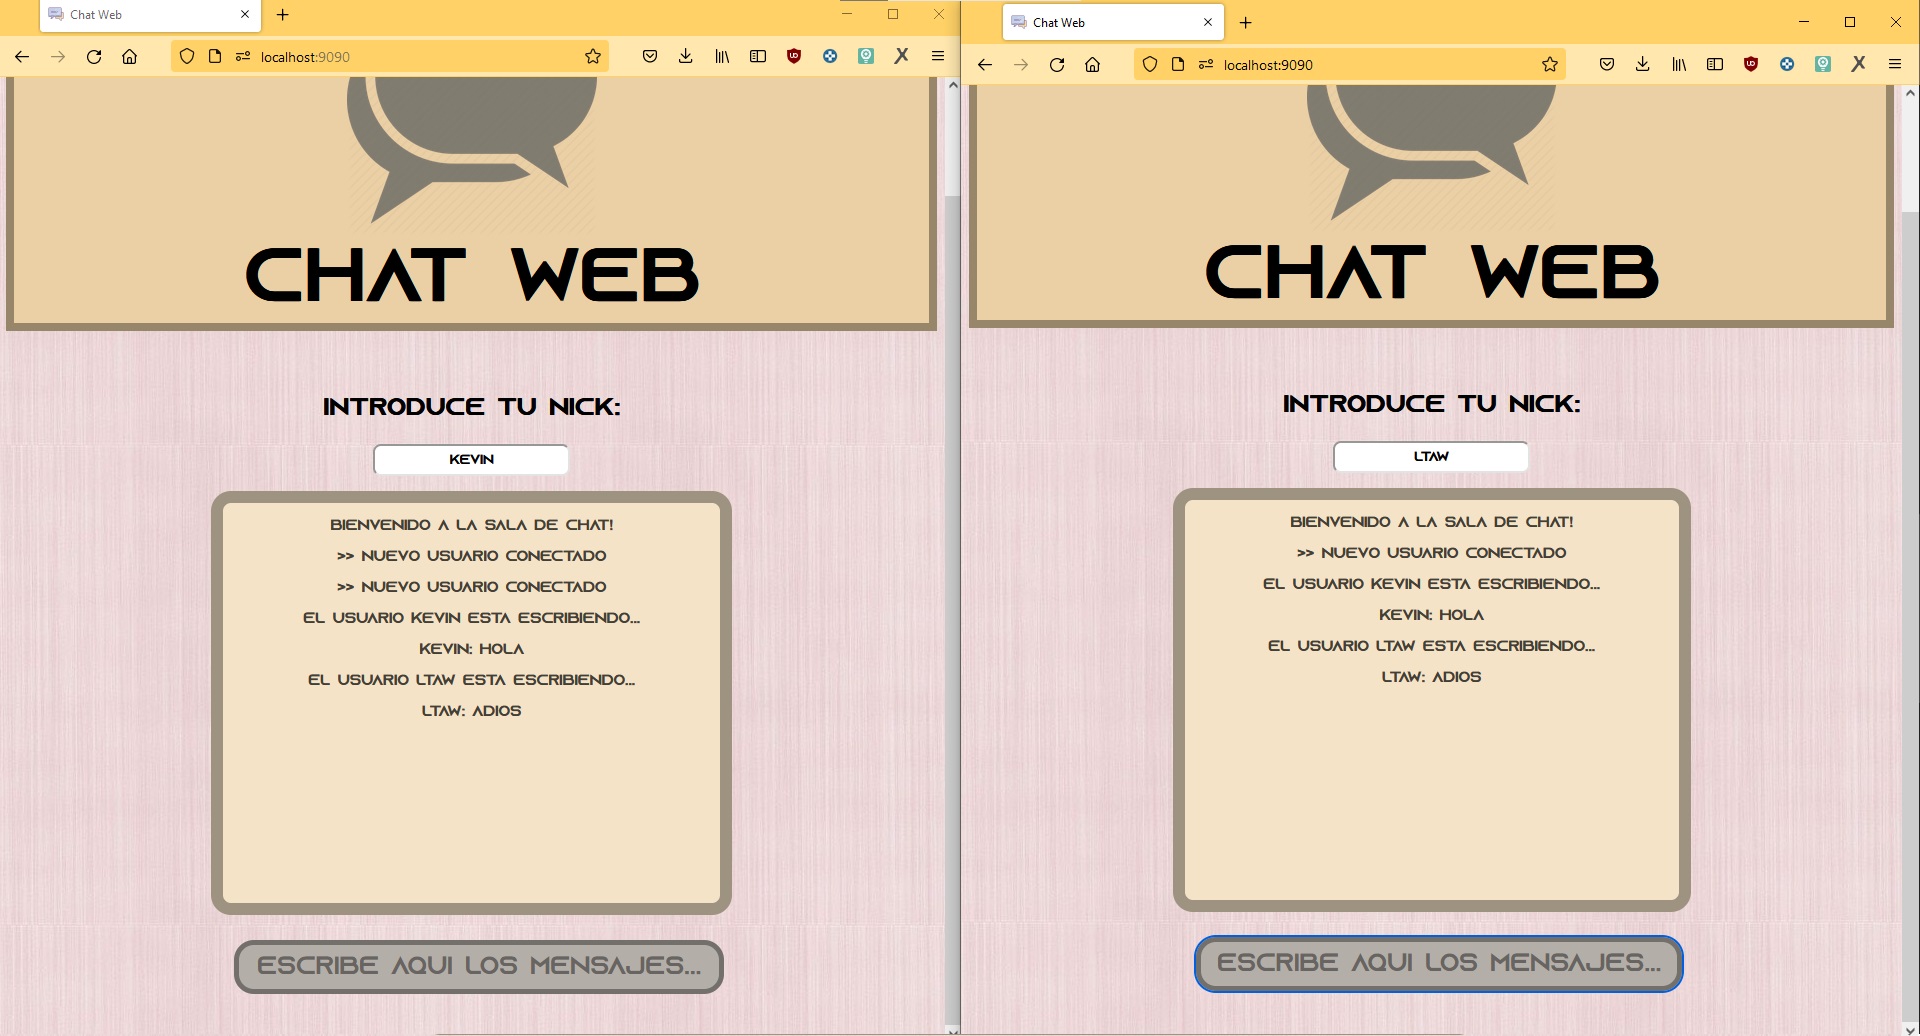 Chat Web
localhost:9090
CHAT WEB
INTRODUCE TU NICK:
KEVIN
BIENVENIDO A LA SALA DE CHAT!
>> NUEVO USUARIO CONECTADO
>> NUEVO USUARIO CONECTADO
EL USUARIO KEVIN ESTA ESCRIBIENDO...
KEVIN: HOLA
EL USUARIO LTAW ESTA ESCRIBIENDO...
LTAW: ADIOS
ESCRIBE AQUI LOS MENSAJES...
Chat Web
localhost:9090
CHAT WEB
INTRODUCE TU NICK:
LTAW
BIENVENIDO A LA SALA DE CHAT!
>> NUEVO USUARIO CONECTADO
EL USUARIO KEVIN ESTA ESCRIBIENDO...
KEVIN: HOLA
EL USUARIO LTAW ESTA ESCRIBIENDO...
LTAW: ADIOS
ESCRIBE AQUI LOS MENSAJES...